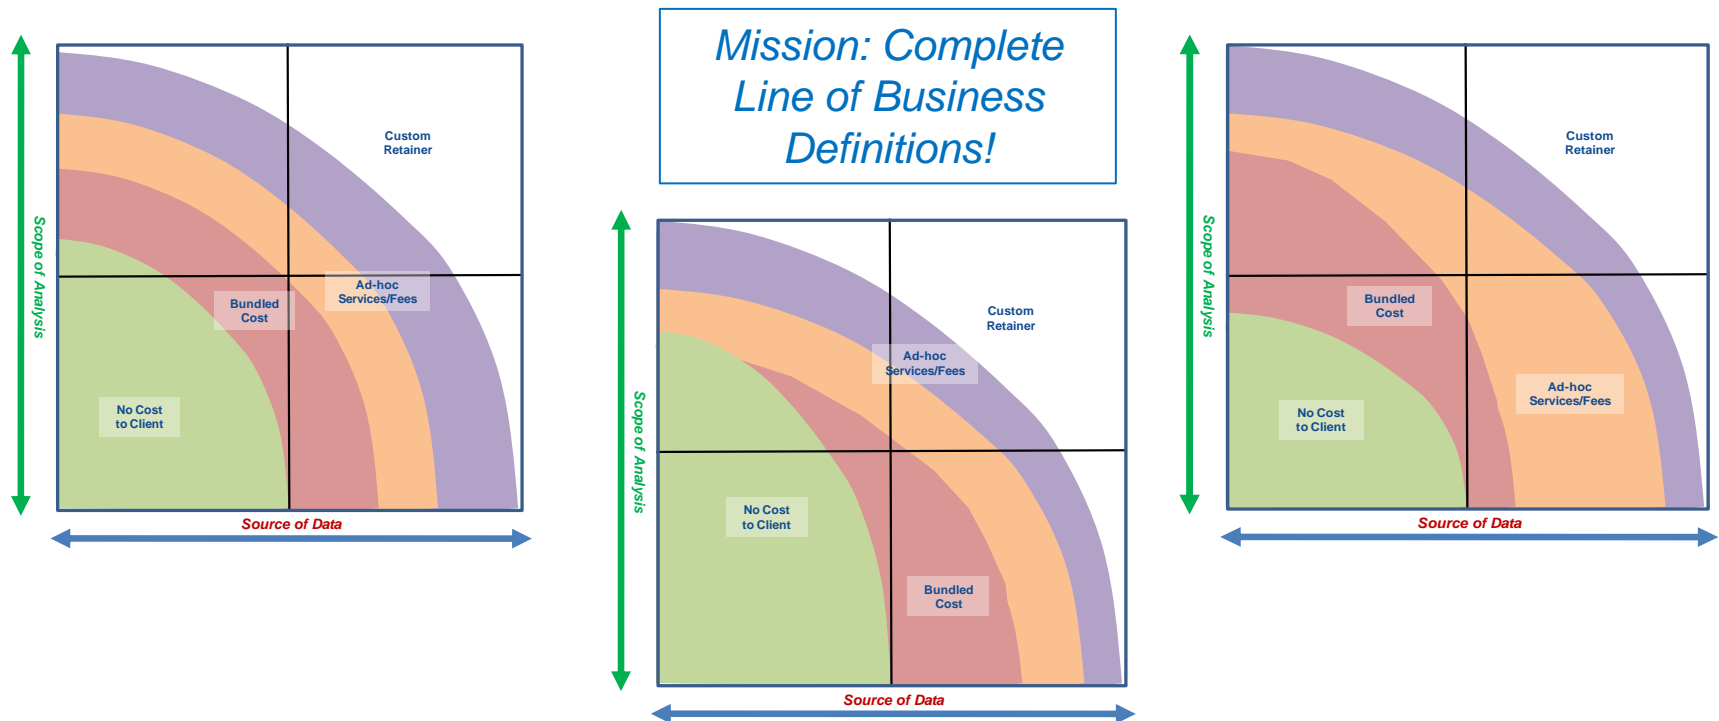 Mission: Complete
Line of Business
Definitions!
Custom
Retainer
Scope of Analysis
Bundled
Cost
Ad-hoc
Services/Fees
No Cost
to Client
Source of Data
Custom
Retainer
Ad-hoc
Services/Fees
Scope of Analysis
No Cost
to Client
Bundled
Cost
Source of Data
Custom
Retainer
Scope of Analysis
Bundled
Cost
Ad-hoc
Services/Fees
No Cost
to Client
Source of Data